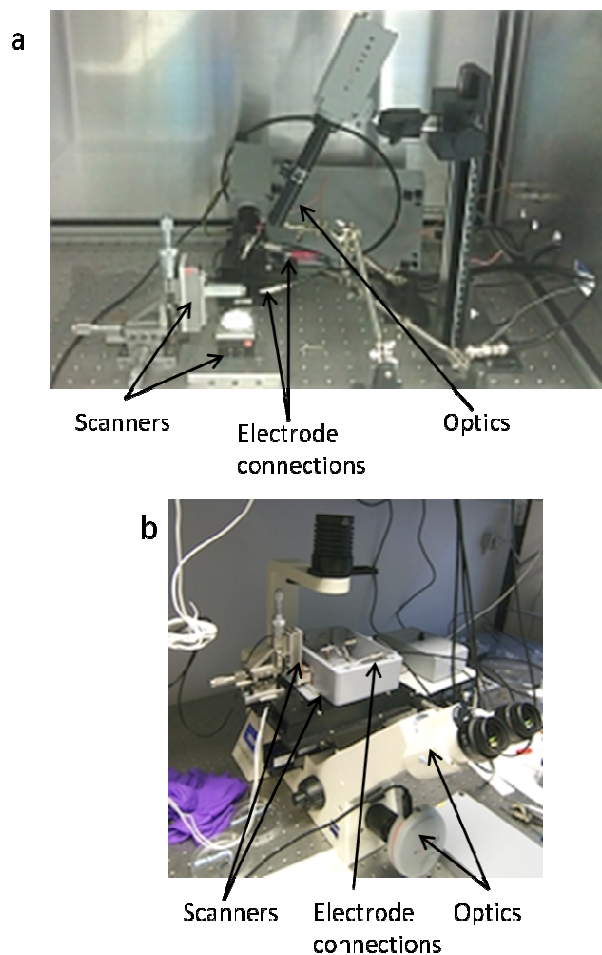 a
Scanners
Electrode
connections
Optics
b
Scanners
Electrode
connections
Optics